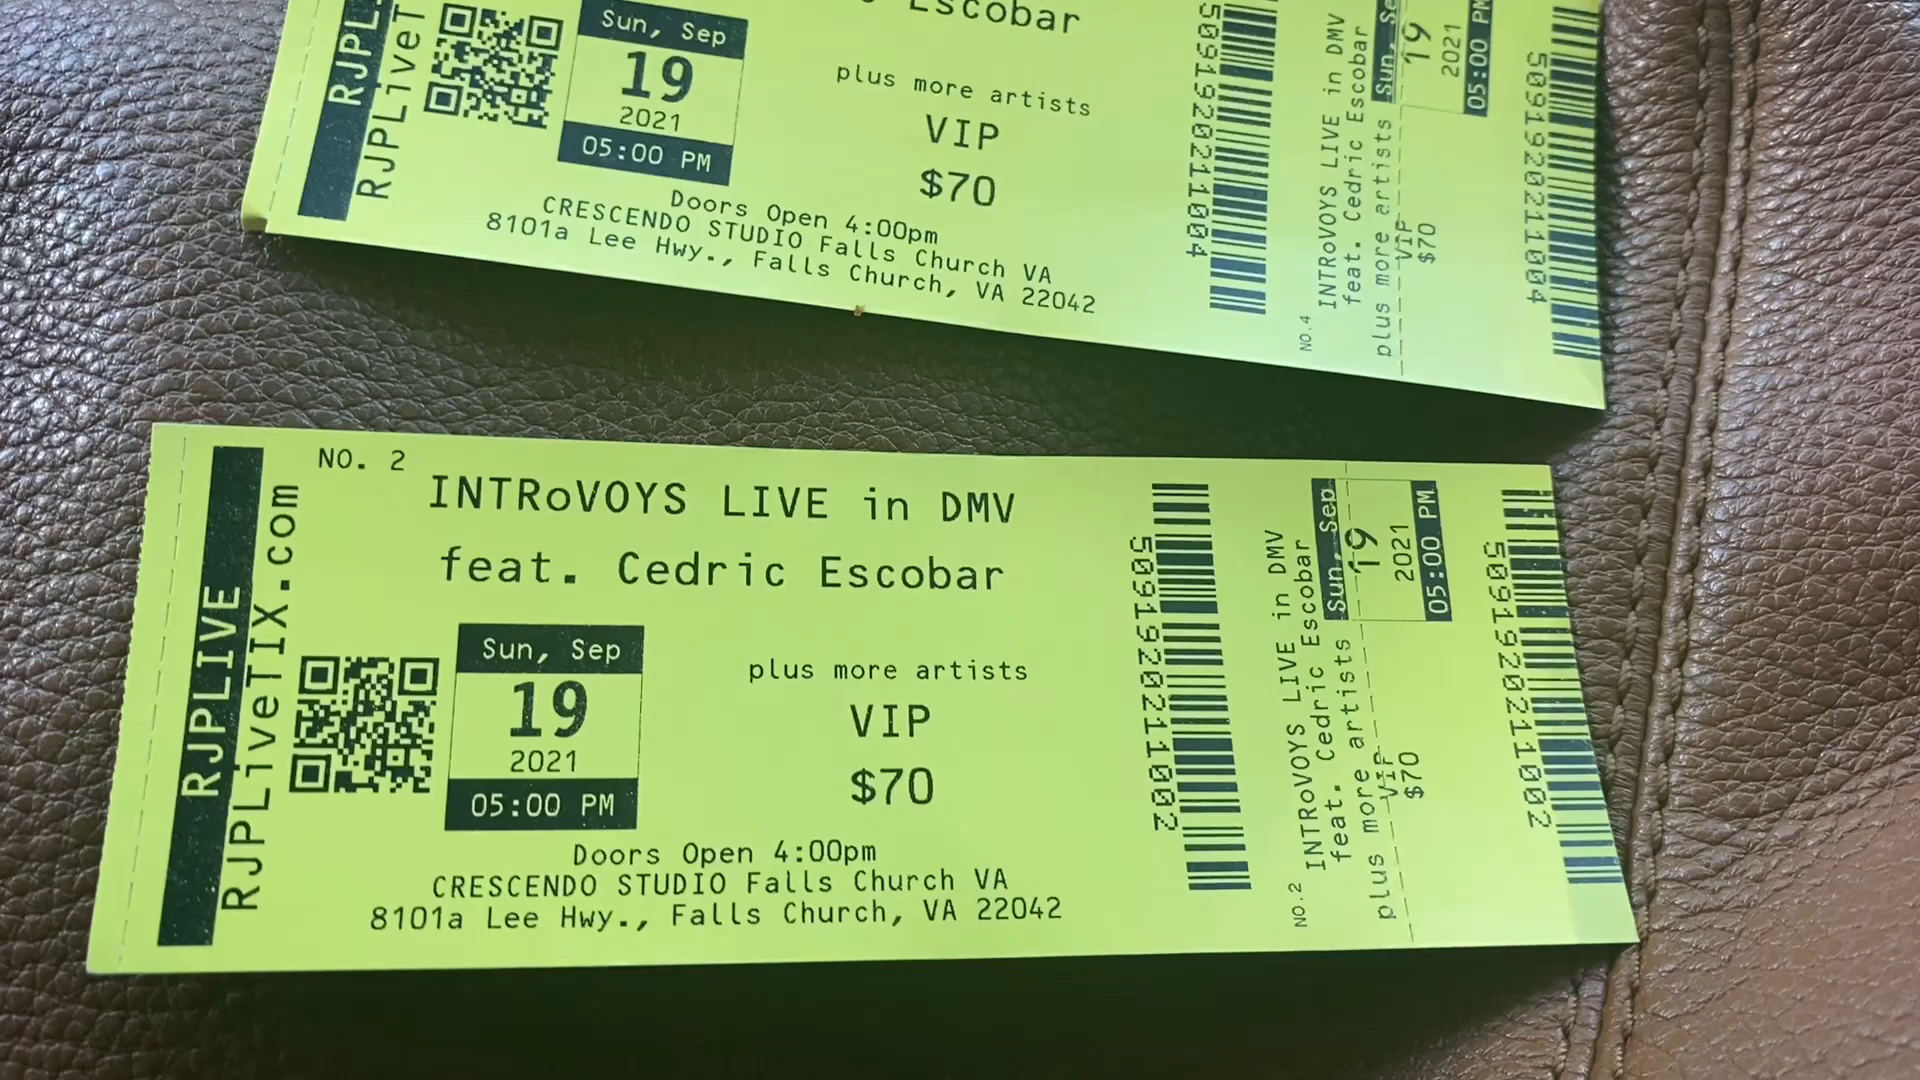 RJPL
RJPLiveT
Escobar
Sun, Sep
19
2021
05:00 PM
plus more artists
VIP
$70
Doors Open 4:00pm
CRESCENDO STUDIO Falls Church VA
8101a Lee Hwy., Falls Church, VA 22042
5091920211004
NO.4
INTRoVOYS LIVE in DMV
feat. Cedric Escobar
plus more artists
VIP
$70
Sun, Se
19
2021
05:00 PM
5091920211004
RJPLIVE
RJPLiveTIX.com
NO. 2
INTRoVOYS LIVE in DMV
feat. Cedric Escobar
Sun, Sep
19
2021
05:00 PM
plus more artists
VIP
$70
Doors Open 4:00pm
CRESCENDO STUDIO Falls Church VA
8101a Lee Hwy., Falls Church, VA 22042
5091920211002
NO.2
INTRoVOYS LIVE in DMV
feat. Cedric Escobar
plus more artists
VIP
$70
Sun, Sep
19
2021
05:00 PM
5091920211002